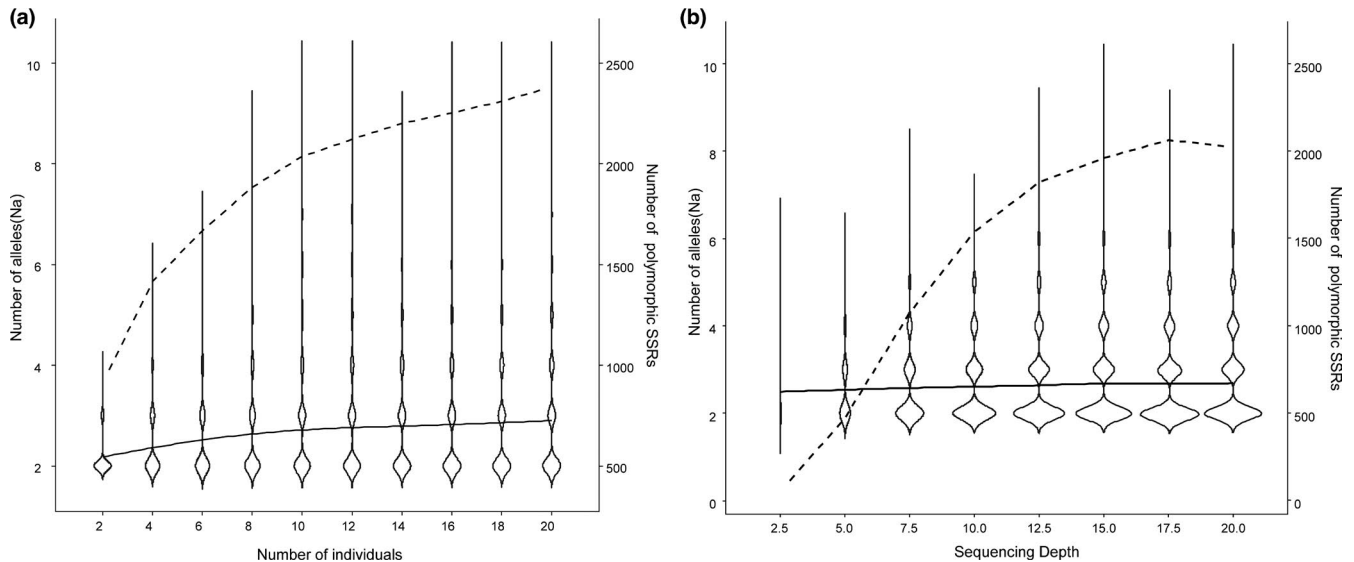 (a)
Number of alleles(Na)
10
8
6
4
2
2500
2000
1500
1000
500
Number of polymorphic SSRs
2 4 6 8 10 12 14 16 18 20
Number of individuals
(b)
Number of alleles(Na)
10
8
6
4
2
0
2500
2000
1500
1000
500
0
Number of polymorphic SSRs
2.5 5.0 7.5 10.0 12.5 15.0 17.5 20.0
Sequencing Depth